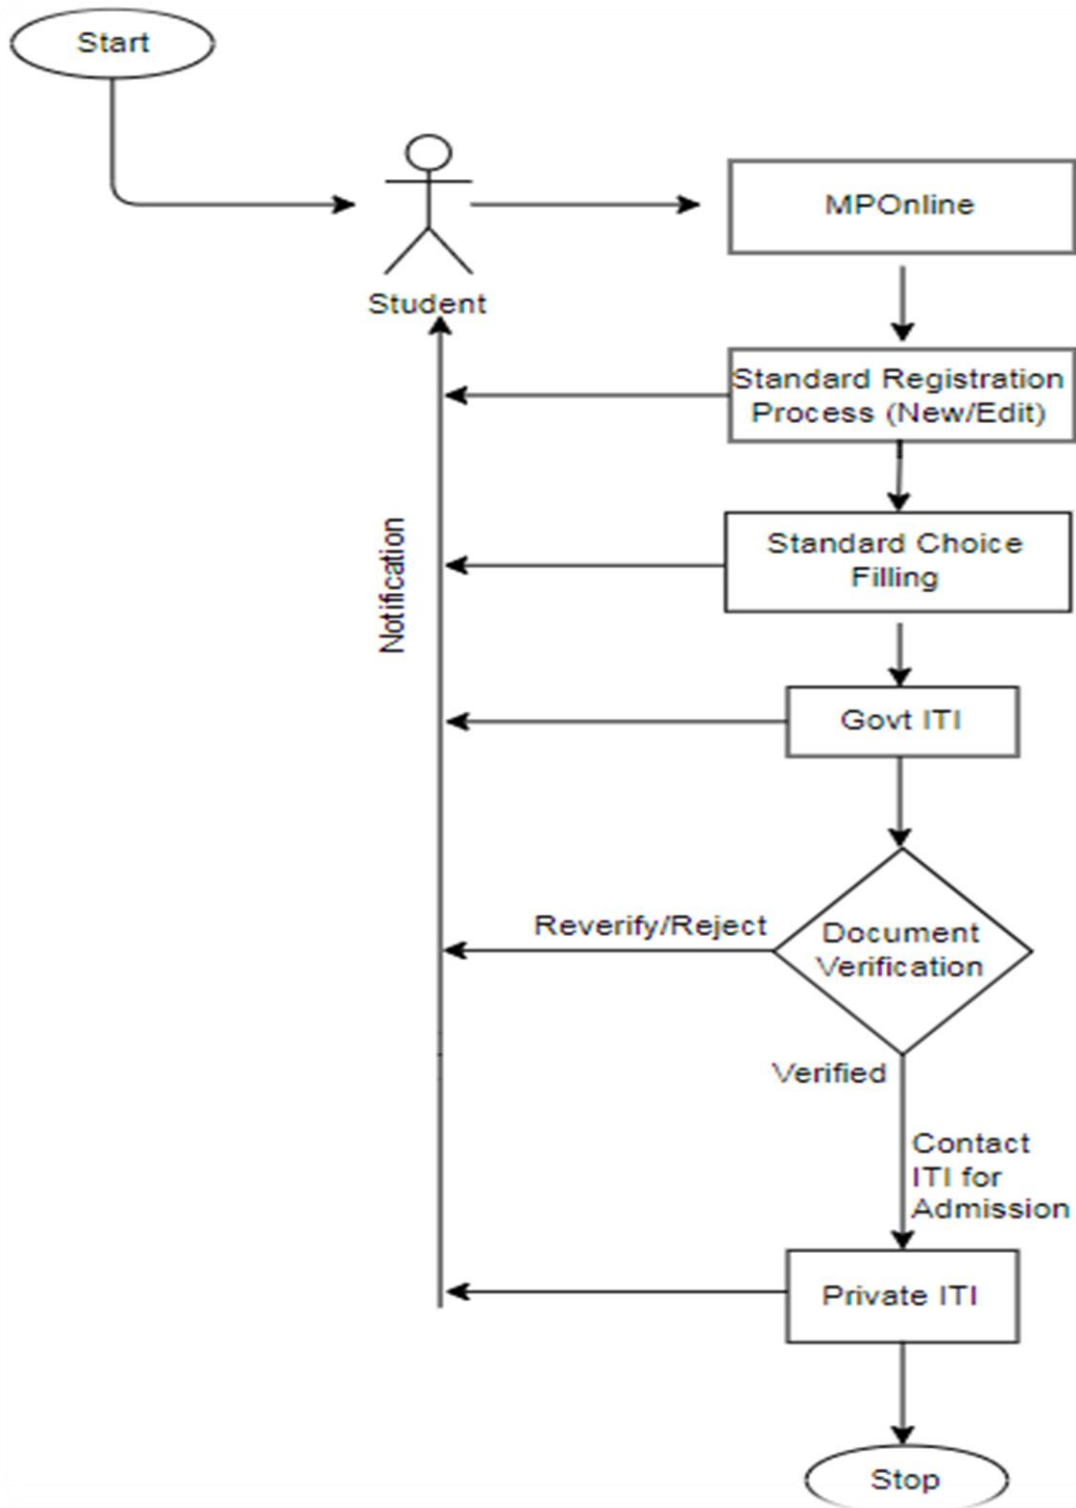 Start
MPOnline
Student
Standard Registration
Process (New/Edit)
Notification
Standard Choice
Filling
Govt ITI
Reverify/Reject
Document
Verification
Verified
Contact
ITI for
Admission
Private ITI
Stop